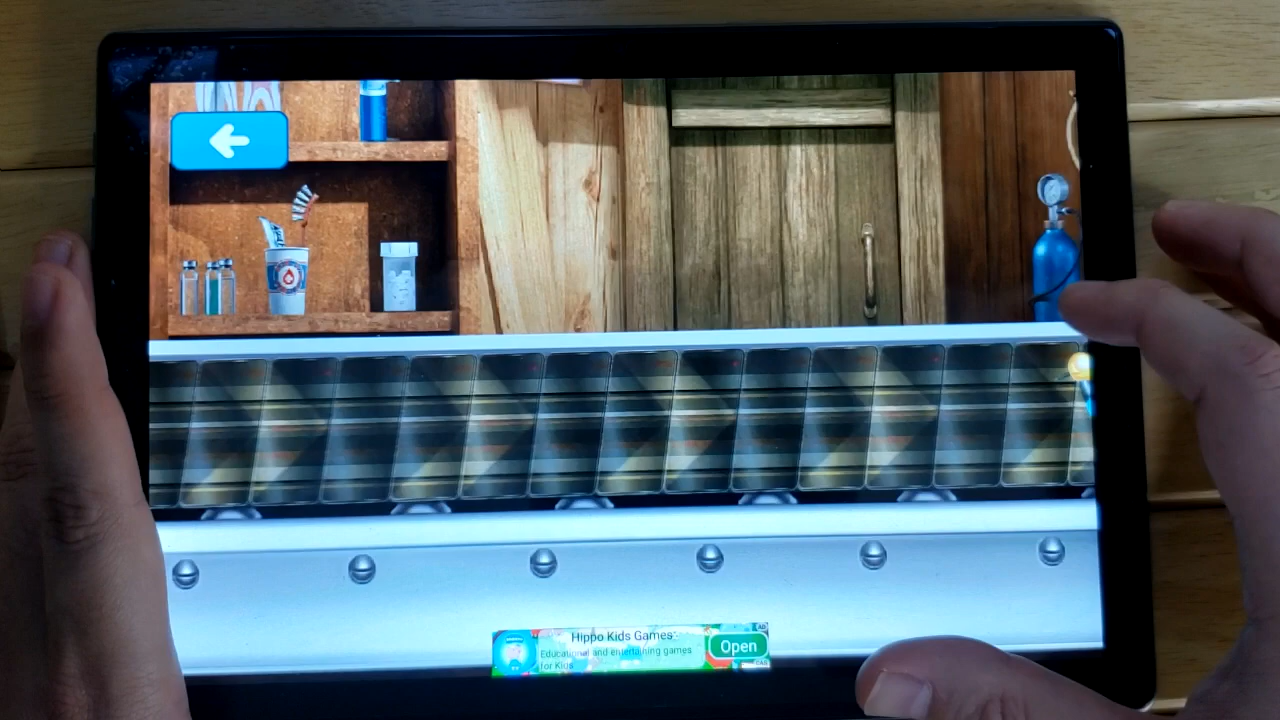 Hippo Kids Games
AD
Educational and entertaining games
for Kids
Open